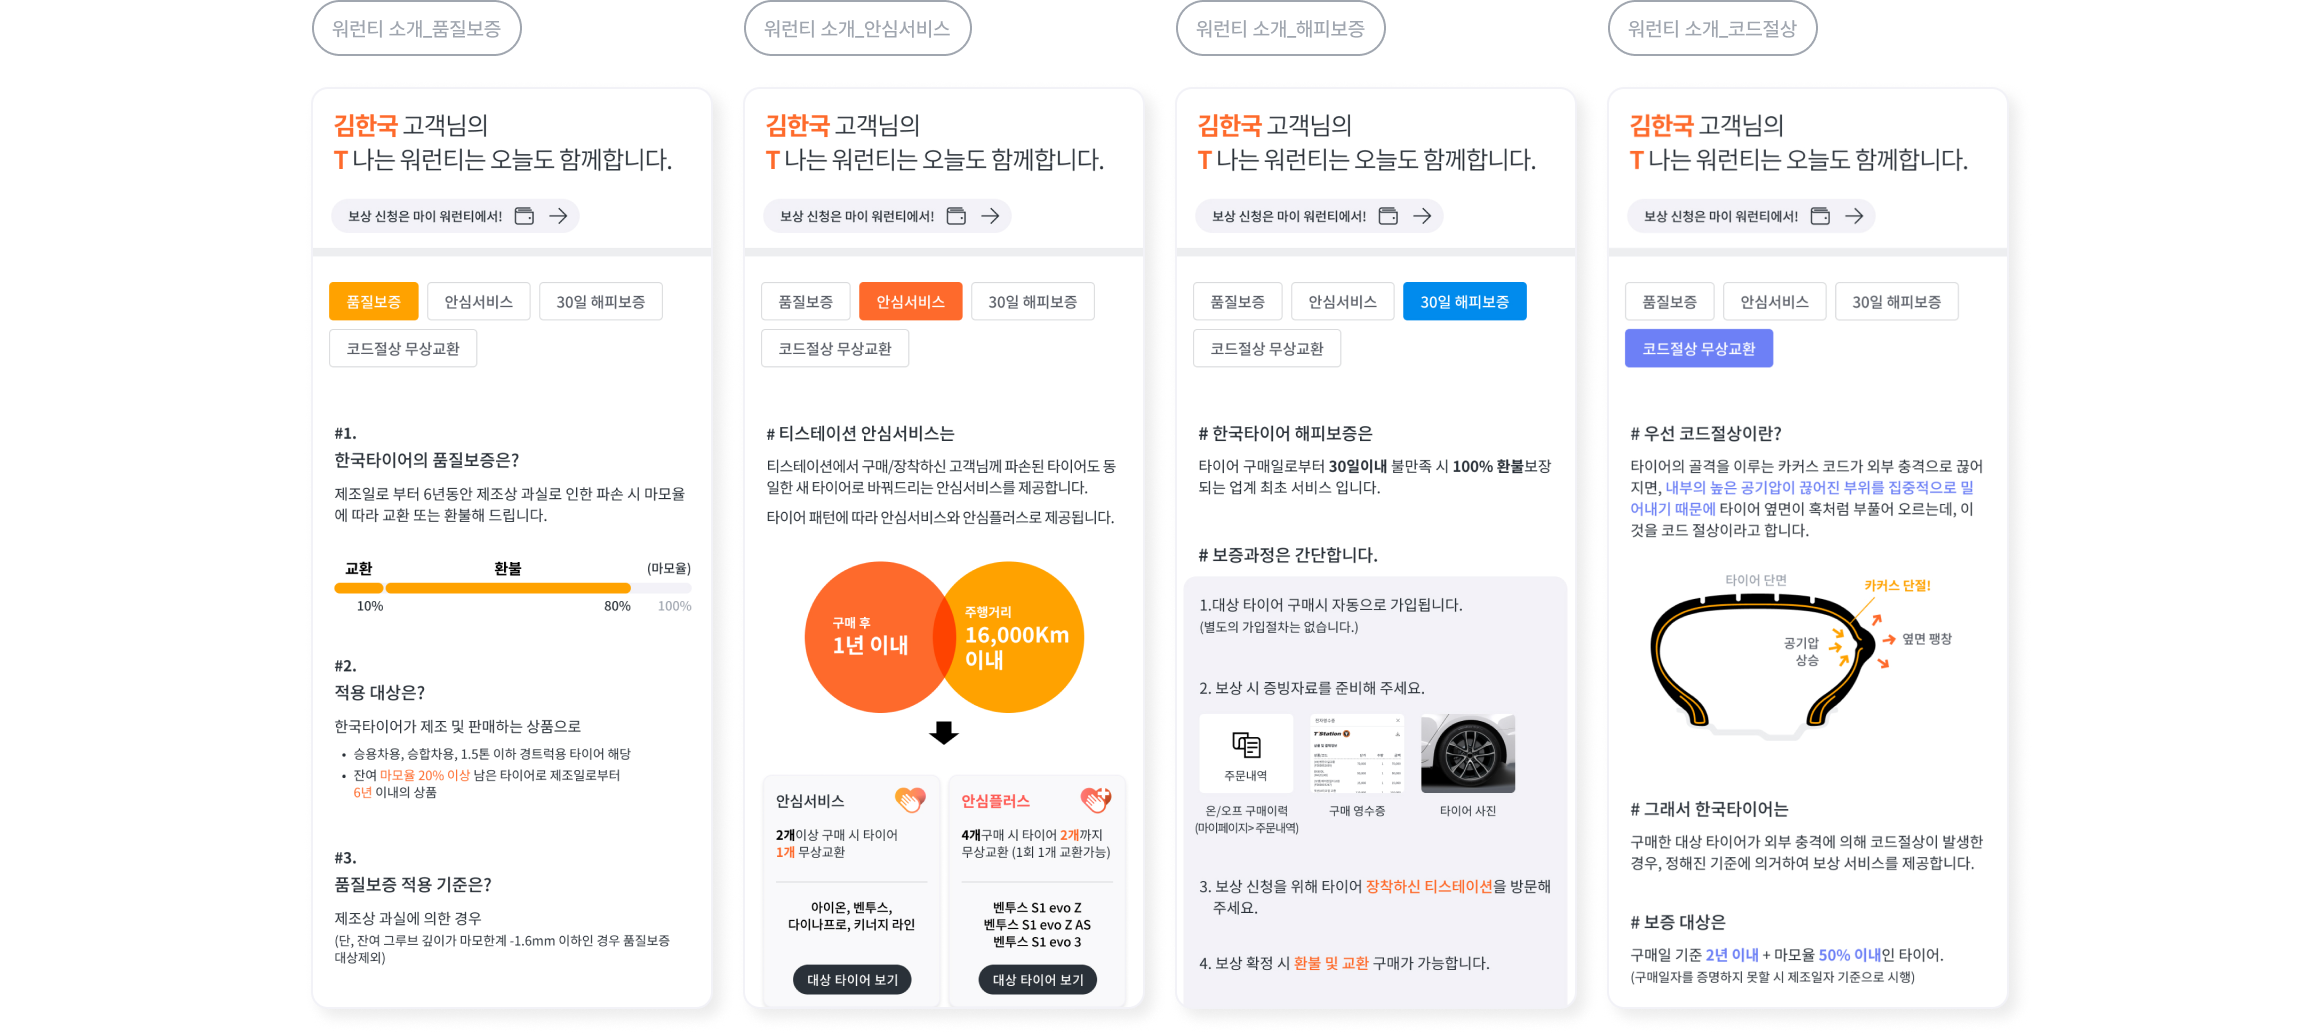 워런티 소개_품질보증
워런티 소개_안심서비스
워런티 소개_해피보증
워런티 소개_코드절상
김한국 고객님의
T 나는 워런티는 오늘도 함께합니다.
보상 신청은 마이 워런티에서!
품질보증
안심서비스
30일 해피보증
코드절상 무상교환
#1.
한국타이어의 품질보증은?
제조일로 부터 6년동안 제조상 과실로 인한 파손 시 마모율
에 따라 교환 또는 환불해 드립니다.
교환
환불
(마모율)
10%
80%
100%
#2.
적용 대상은?
한국타이어가 제조 및 판매하는 상품으로
• 승용차용, 승합차용, 1.5톤 이하 경트럭용 타이어 해당
• 잔여 마모율 20% 이상 남은 타이어로 제조일로부터
6년 이내의 상품
#3.
품질보증 적용 기준은?
제조상 과실에 의한 경우
(단, 잔여 그루브 깊이가 마모한계 -1.6mm 이하인 경우 품질보증
대상제외)
김한국 고객님의
T 나는 워런티는 오늘도 함께합니다.
보상 신청은 마이 워런티에서!
품질보증
안심서비스
30일 해피보증
코드절상 무상교환
# 티스테이션 안심서비스는
티스테이션에서 구매/장착하신 고객님께 파손된 타이어도 동
일한 새 타이어로 바꿔드리는 안심서비스를 제공합니다.
타이어 패턴에 따라 안심서비스와 안심플러스로 제공됩니다.
구매 후
1년 이내
주행거리
16,000Km
이내
안심서비스
2개이상 구매 시 타이어
1개 무상교환
아이온, 벤투스,
다이나프로, 키너지 라인
대상 타이어 보기
안심플러스
4개구매 시 타이어 2개까지
무상교환 (1회 1개 교환가능)
벤투스 S1 evo Z
벤투스 S1 evo Z AS
벤투스 S1 evo 3
대상 타이어 보기
김한국 고객님의
T 나는 워런티는 오늘도 함께합니다.
보상 신청은 마이 워런티에서!
품질보증
안심서비스
30일 해피보증
코드절상 무상교환
# 한국타이어 해피보증은
타이어 구매일로부터 30일이내 불만족 시 100% 환불보장
되는 업계 최초 서비스 입니다.
# 보증과정은 간단합니다.
1.대상 타이어 구매시 자동으로 가입됩니다.
(별도의 가입절차는 없습니다.)
2. 보상 시 증빙자료를 준비해 주세요.
주문내역
T'Station
온/오프 구매이력
(마이페이지> 주문내역)
구매 영수증
타이어 사진
3. 보상 신청을 위해 타이어 장착하신 티스테이션을 방문해
주세요.
4. 보상 확정 시 환불 및 교환 구매가 가능합니다.
김한국 고객님의
T 나는 워런티는 오늘도 함께합니다.
보상 신청은 마이 워런티에서!
품질보증
안심서비스
30일 해피보증
코드절상 무상교환
# 우선 코드절상이란?
타이어의 골격을 이루는 카커스 코드가 외부 충격으로 끊어
지면, 내부의 높은 공기압이 끊어진 부위를 집중적으로 밀
어내기 때문에 타이어 옆면이 혹처럼 부풀어 오르는데, 이
것을 코드 절상이라고 합니다.
타이어 단면
카커스 단절!
공기압
상승
옆면 팽창
# 그래서 한국타이어는
구매한 대상 타이어가 외부 충격에 의해 코드절상이 발생한
경우, 정해진 기준에 의거하여 보상 서비스를 제공합니다.
# 보증 대상은
구매일 기준 2년 이내 + 마모율 50% 이내인 타이어.
(구매일자를 증명하지 못할 시 제조일자 기준으로 시행)